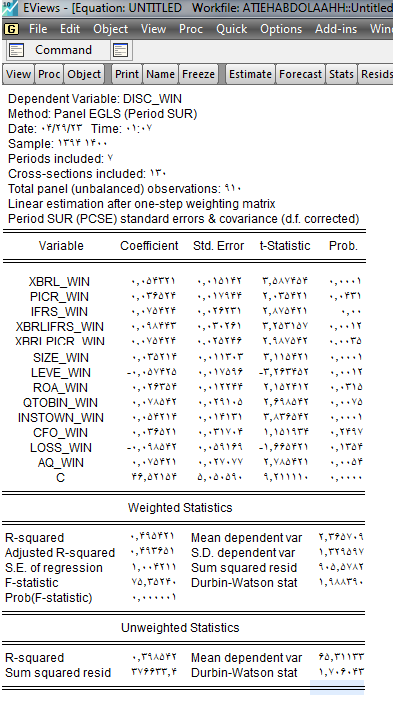 EViews - [Equation: UNTITLED Workfile: ATIEHABDOLAAHH::Untitled
File Edit Object View Proc Quick Options Add-ins Win
Command
View Proc Object Print Name Freeze Estimate Forecast Stats Resids
Dependent Variable: DISC_WIN
Method: Panel EGLS (Period SUR)
Date: ۰۴/۲۹/۲۳ Time: ۰۱:۰۷
Sample: ۱۳۹۴ ۱۴۰۰
Periods included: ۷
Cross-sections included: ۱۳۰
Total panel (unbalanced) observations: ۹۱۰
Linear estimation after one-step weighting matrix
Period SUR (PCSE) standard errors & covariance (d.f. corrected)
Variable Coefficient Std. Error t-Statistic Prob.
XBRL_WIN ۰,۰۵۴۳۲۱ ۰,۰۱۵۱۴۲ ۳,۵۸۷۴۵۴ ۰,۰۰۰۱
PICR_WIN ۰,۰۳۶۵۲۴ ۰,۰۱۷۹۴۴ ۲,۰۳۵۴۲۱ ۰,۰۴۳۱
IFRS_WIN ۰,۰۷۵۴۲۴ ۰,۰۲۶۲۳۱ ۲,۸۷۵۴۲۱ ۰,۰۰
XBRLIFRS_WIN ۰,۰۹۸۴۴۳ ۰,۰۳۰۲۶۱ ۳,۲۵۳۱۵۷ ۰,۰۰۱۲
XBRLPICR_WIN ۰,۰۷۵۴۲۴ ۰,۰۲۵۲۴۶ ۲,۹۸۷۵۴۲ ۰,۰۰۳۵
SIZE_WIN ۰,۰۳۵۲۱۴ ۰,۰۱۱۳۰۳ ۳,۱۱۵۴۲۱ ۰,۰۰۰۱
LEVE_WIN -۰,۰۵۷۴۲۵ ۰,۰۱۷۵۹۶ -۳,۲۶۳۴۵۲ ۰,۰۰۱۲
ROA_WIN ۰,۰۲۶۳۵۴ ۰,۰۱۲۲۴۴ ۲,۱۵۲۴۱۲ ۰,۰۳۱۵
QTOBIN_WIN ۰,۰۷۸۵۴۲ ۰,۰۲۹۱۰۵ ۲,۶۹۸۵۴۲ ۰,۰۰۷۵
INSTOWN_WIN ۰,۰۵۴۲۱۴ ۰,۰۱۴۱۳۱ ۳,۸۳۶۵۴۲ ۰,۰۰۰۱
CFO_WIN ۰,۰۳۶۵۲۱ ۰,۰۳۱۷۰۴ ۱,۱۵۱۹۳۴ ۰,۲۴۹۷
LOSS_WIN -۰,۰۹۸۵۴۲ ۰,۰۵۹۱۶۹ -۱,۶۶۵۴۲۱ ۰,۱۳۵۴
AQ_WIN ۰,۰۷۵۴۲۱ ۰,۰۲۷۰۷۷ ۲,۷۸۵۴۲۱ ۰,۰۰۵۴
C ۴۶,۵۲۱۵۴ ۵,۰۵۰۵۹۰ ۹,۲۱۱۱۱۰ ۰,۰۰۰۰
Weighted Statistics
R-squared ۰,۴۹۵۴۲۱ Mean dependent var ۲,۳۶۵۷۰۹
Adjusted R-squared ۰,۴۹۳۶۵۱ S.D. dependent var ۱,۳۲۹۵۹۷
S.E. of regression ۱,۰۰۴۲۱۱ Sum squared resid ۹۰۵,۵۷۸۲
F-statistic ۷۵,۳۵۲۴۰ Durbin-Watson stat ۱,۹۸۸۳۹۰
Prob(F-statistic) ۰,۰۰۰۰۰۱
Unweighted Statistics
R-squared ۰,۳۹۸۵۴۲ Mean dependent var ۶۵,۳۱۱۳۳
Sum squared resid ۳۷۶۶۳۳,۴ Durbin-Watson stat ۱,۷۰۶۰۴۳